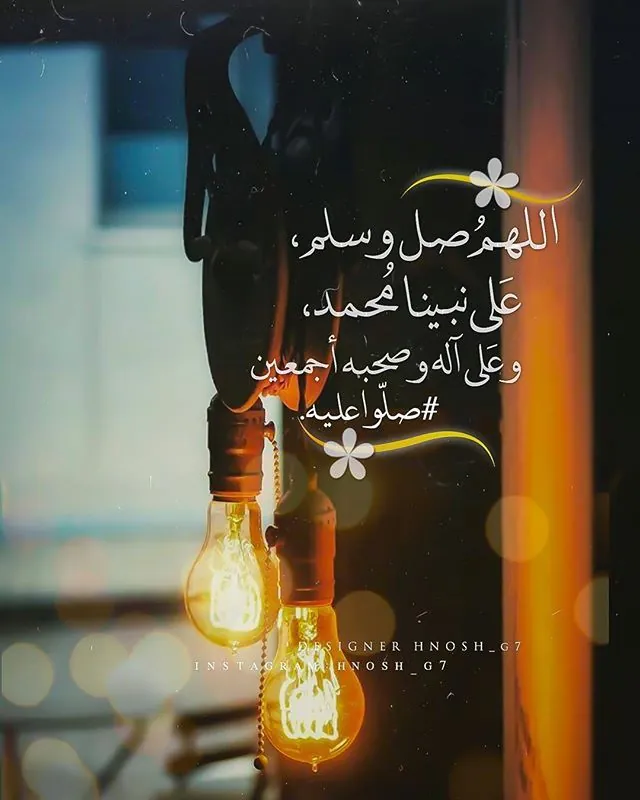 اللهمُ صل وسلم،
عَلى نبينا مُحمد،
وعَلى آله وصحبه أجمعين
#صلّوا عليه.
DESIGNER HNOSH_G7
INSTAGRAM:HNOSH_G7